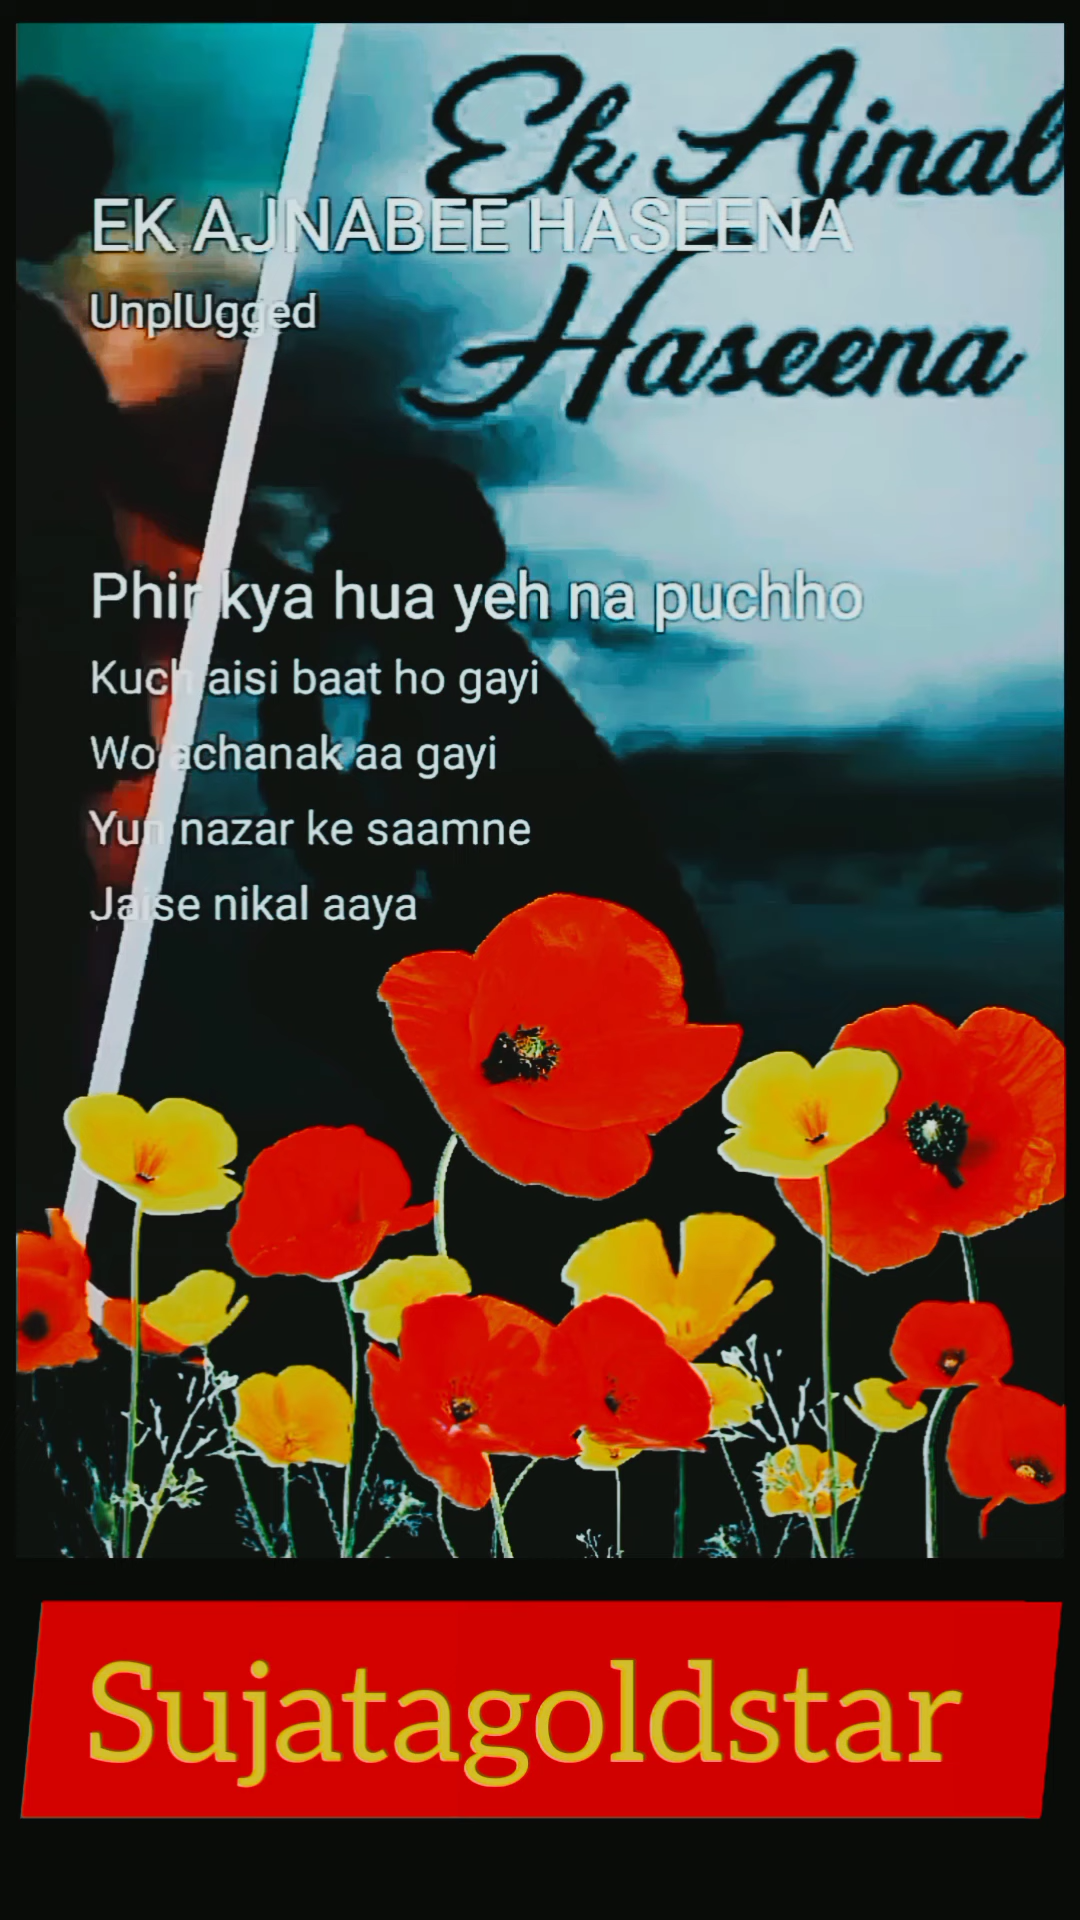 Ek Ajnab
EK AJNABEE HASEENA
UnplUgged
Haseena
Phir kya hua yeh na puchho
Kuch aisi baat ho gayi
Wo achanak aa gayi
Yun nazar ke saamne
Jaise nikal aaya
Sujatagoldstar